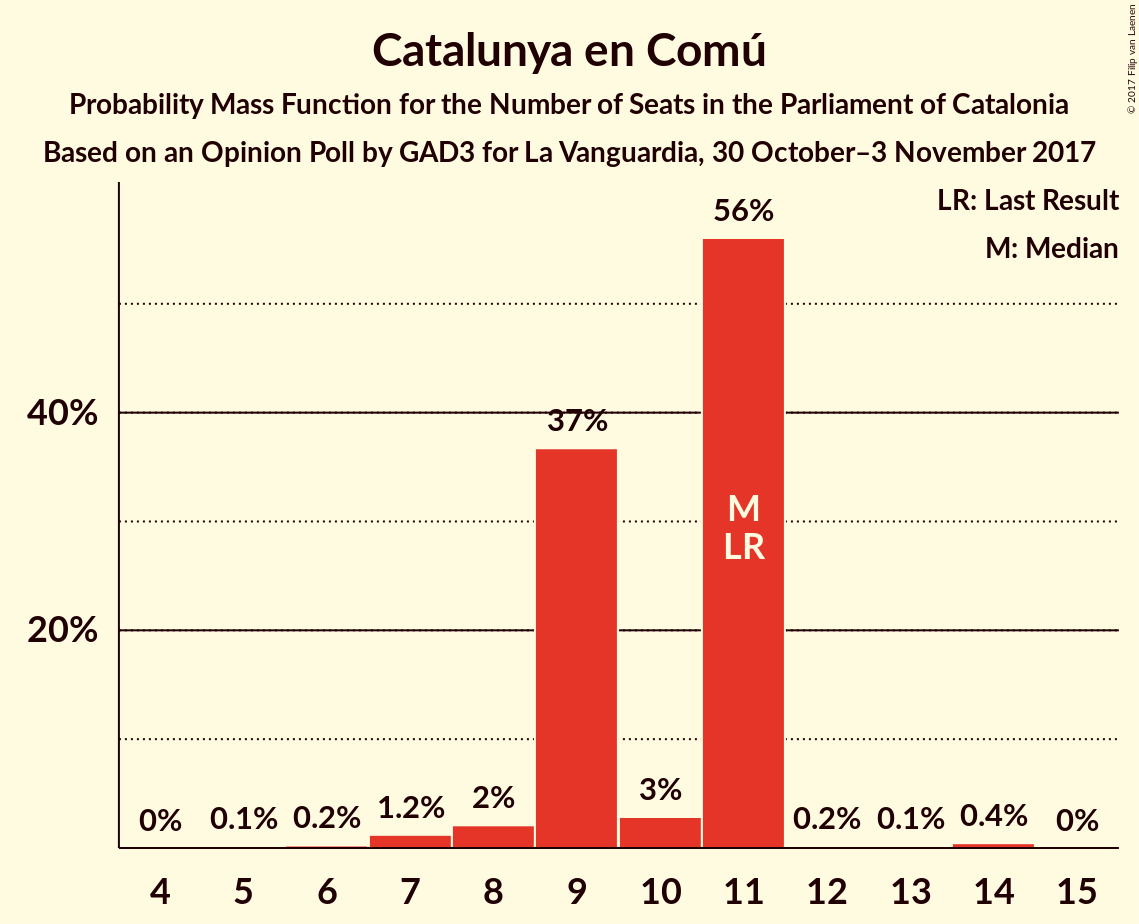 Catalunya en Comú
Probability Mass Function for the Number of Seats in the Parliament of Catalonia
Based on an Opinion Poll by GAD3 for La Vanguardia, 30 October–3 November 2017
© 2017 Filip van Laenen
LR: Last Result
M: Median
56%
40%
37%
M
LR
20%
0%
0.1%
0.2%
1.2%
2%
3%
0.2%
0.1%
0.4%
0%
4 5 6 7 8 9 10 11 12 13 14 15